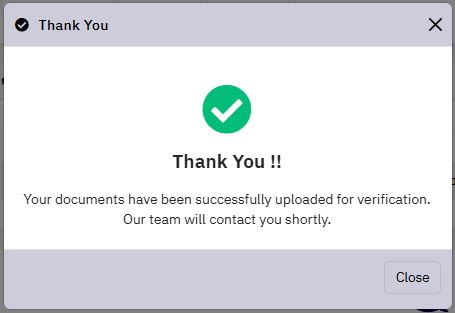 Thank You
Thank You !!
Your documents have been successfully uploaded for verification.
Our team will contact you shortly.
Close